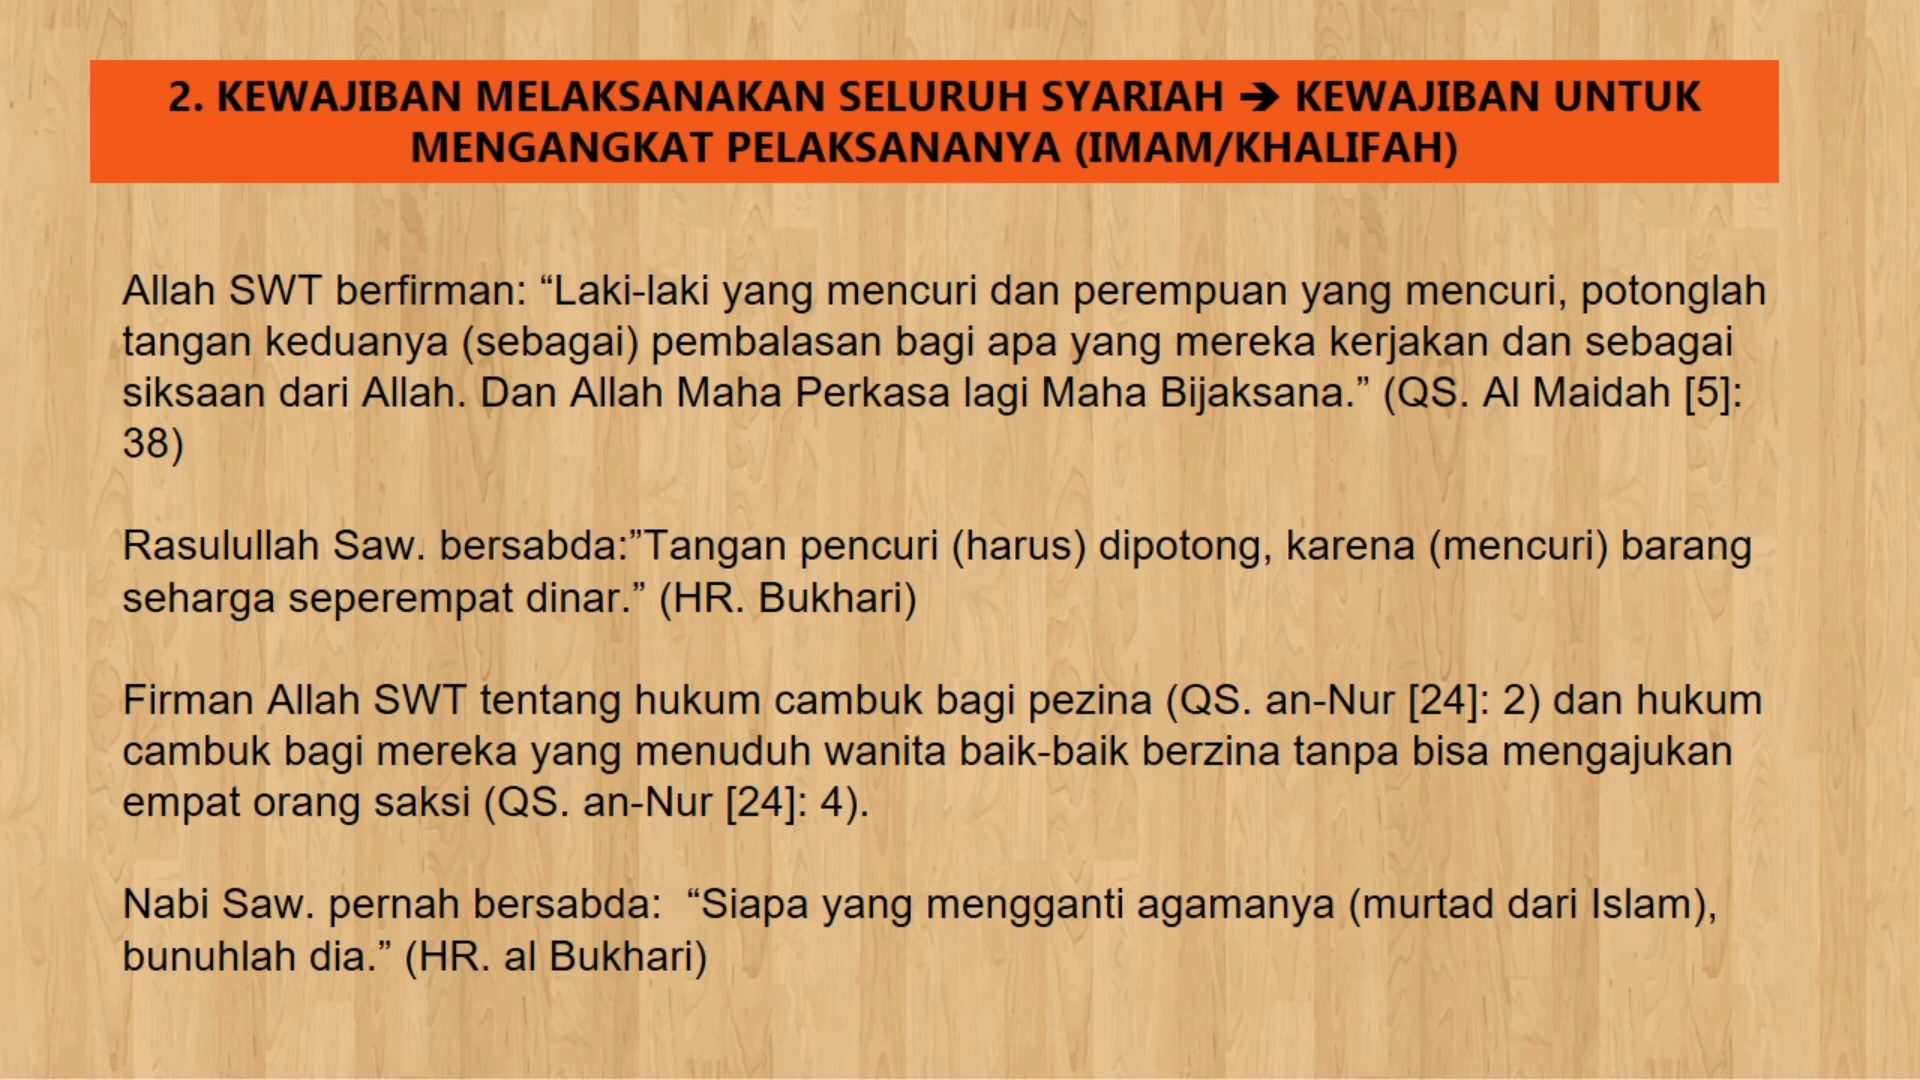 2. KEWAJIBAN MELAKSANAKAN SELURUH SYARIAH ➔ KEWAJIBAN UNTUK
MENGANGKAT PELAKSANANYA (IMAM/KHALIFAH)
Allah SWT berfirman: “Laki-laki yang mencuri dan perempuan yang mencuri, potonglah
tangan keduanya (sebagai) pembalasan bagi apa yang mereka kerjakan dan sebagai
siksaan dari Allah. Dan Allah Maha Perkasa lagi Maha Bijaksana.” (QS. Al Maidah [5]:
38)
Rasulullah Saw. bersabda:”Tangan pencuri (harus) dipotong, karena (mencuri) barang
seharga seperempat dinar.” (HR. Bukhari)
Firman Allah SWT tentang hukum cambuk bagi pezina (QS. an-Nur [24]: 2) dan hukum
cambuk bagi mereka yang menuduh wanita baik-baik berzina tanpa bisa mengajukan
empat orang saksi (QS. an-Nur [24]: 4).
Nabi Saw. pernah bersabda:  “Siapa yang mengganti agamanya (murtad dari Islam),
bunuhlah dia.” (HR. al Bukhari)